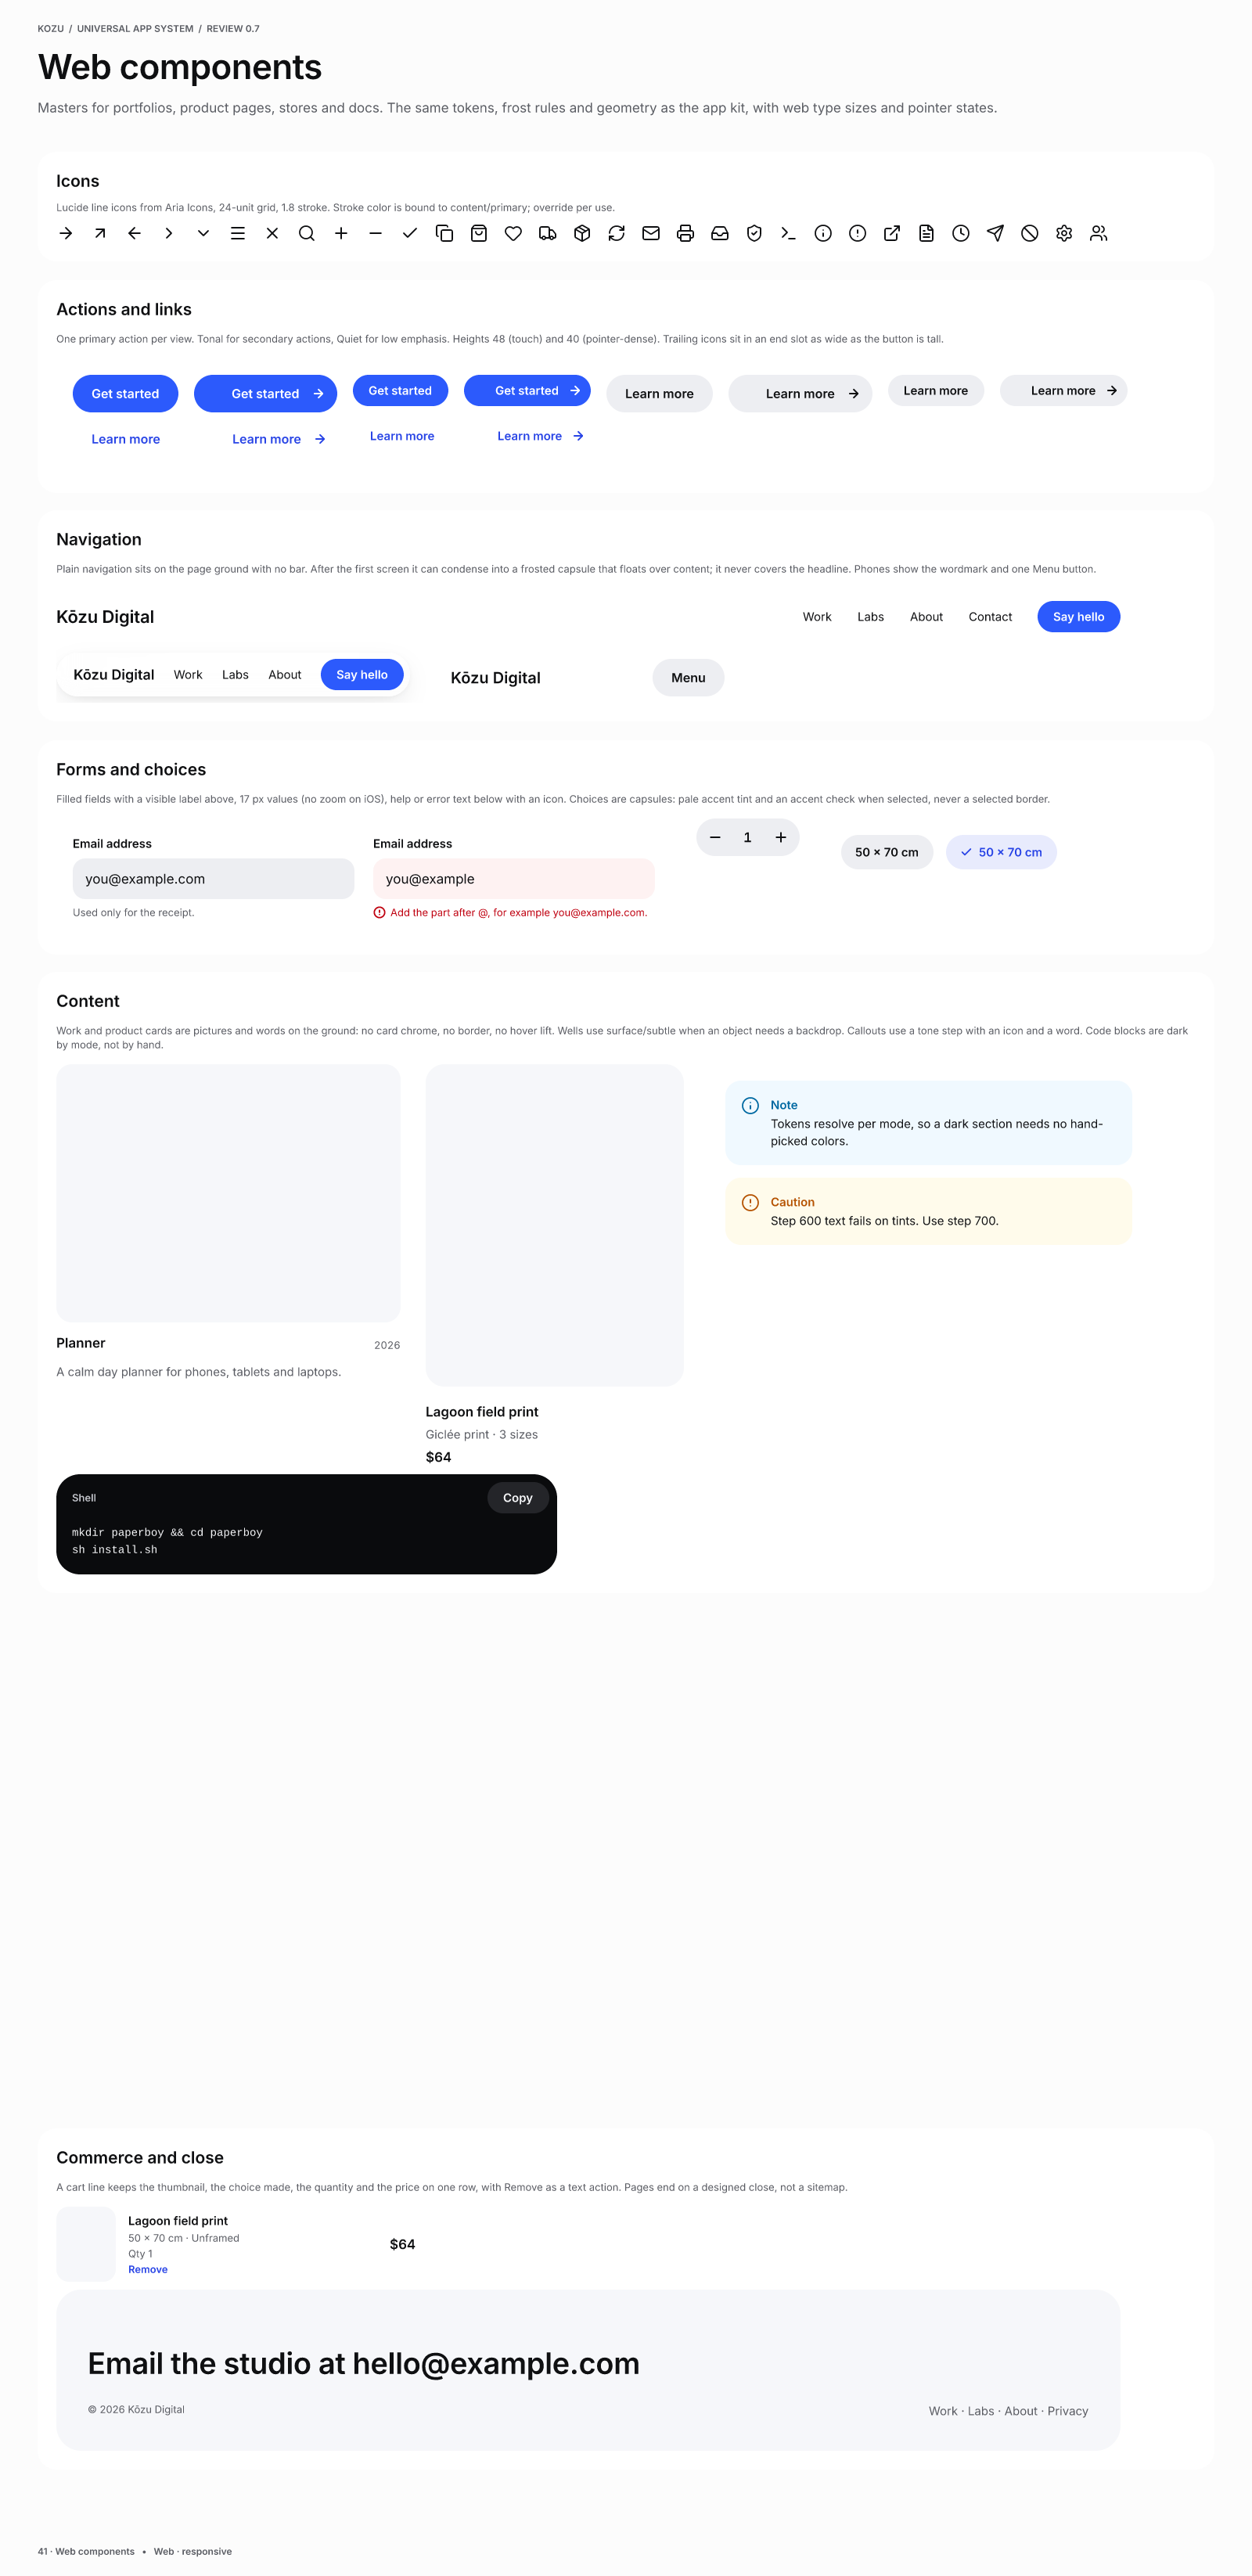 KOZU / UNIVERSAL APP SYSTEM / REVIEW 0.7
Web components
Masters for portfolios, product pages, stores and docs. The same tokens, frost rules and geometry as the app kit, with web type sizes and pointer states.
Icons
Lucide line icons from Aria Icons, 24-unit grid, 1.8 stroke. Stroke color is bound to content/primary; override per use.
Actions and links
One primary action per view. Tonal for secondary actions, Quiet for low emphasis. Heights 48 (touch) and 40 (pointer-dense). Trailing icons sit in an end slot as wide as the button is tall.
Get started Get started Get started Get started Learn more Learn more Learn more Learn more
Learn more Learn more Learn more Learn more
Navigation
Plain navigation sits on the page ground with no bar. After the first screen it can condense into a frosted capsule that floats over content; it never covers the headline. Phones show the wordmark and one Menu button.
Kōzu Digital Work Labs About Contact Say hello
Kōzu Digital Work Labs About Say hello Kōzu Digital Menu
Forms and choices
Filled fields with a visible label above, 17 px values (no zoom on iOS), help or error text below with an icon. Choices are capsules: pale accent tint and an accent check when selected, never a selected border.
Email address
you@example.com
Used only for the receipt.
Email address
you@example
Add the part after @, for example you@example.com.
1
50 × 70 cm 50 × 70 cm
Content
Work and product cards are pictures and words on the ground: no card chrome, no border, no hover lift. Wells use surface/subtle when an object needs a backdrop. Callouts use a tone step with an icon and a word. Code blocks are dark
by mode, not by hand.
Note
Tokens resolve per mode, so a dark section needs no hand-
picked colors.
Caution
Step 600 text fails on tints. Use step 700.
Planner 2026
A calm day planner for phones, tablets and laptops.
Lagoon field print
Giclée print · 3 sizes
$64
Shell Copy
mkdir paperboy && cd paperboy
sh install.sh
Commerce and close
A cart line keeps the thumbnail, the choice made, the quantity and the price on one row, with Remove as a text action. Pages end on a designed close, not a sitemap.
Lagoon field print
50 × 70 cm · Unframed
Qty 1
Remove
$64
Email the studio at hello@example.com
© 2026 Kōzu Digital Work · Labs · About · Privacy
41 · Web components • Web · responsive